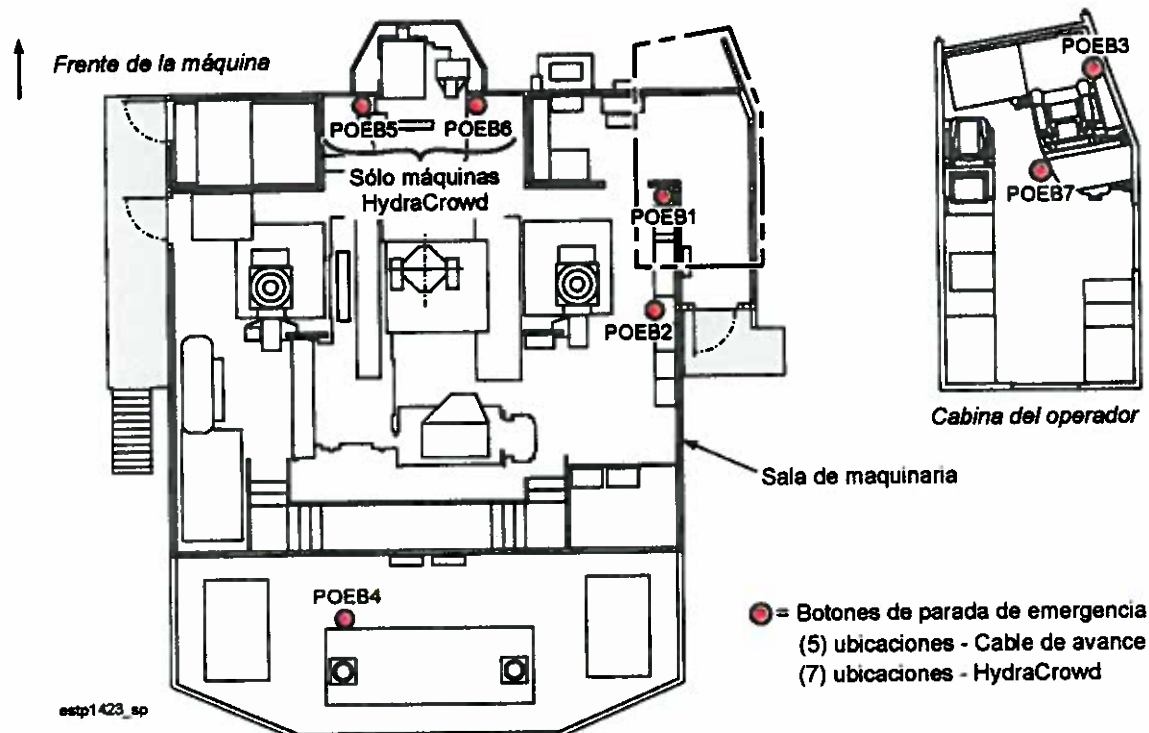 Frente de la máquina
POEB3
POEB5
POEB6
Sólo máquinas
HydraCrowd
POEB7
POEB1
POEB2
Cabina del operador
Sala de maquinaria
POEB4
= Botones de parada de emergencia
(5) ubicaciones - Cable de avance
(7) ubicaciones - HydraCrowd
estp1423_sp